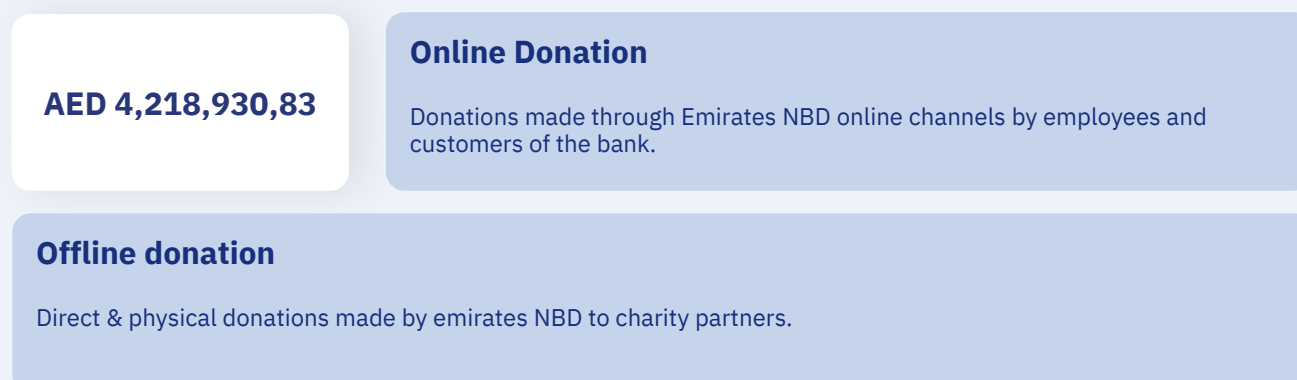 AED 4,218,930,83
Online Donation
Donations made through Emirates NBD online channels by employees and
customers of the bank.
Offline donation
Direct & physical donations made by emirates NBD to charity partners.